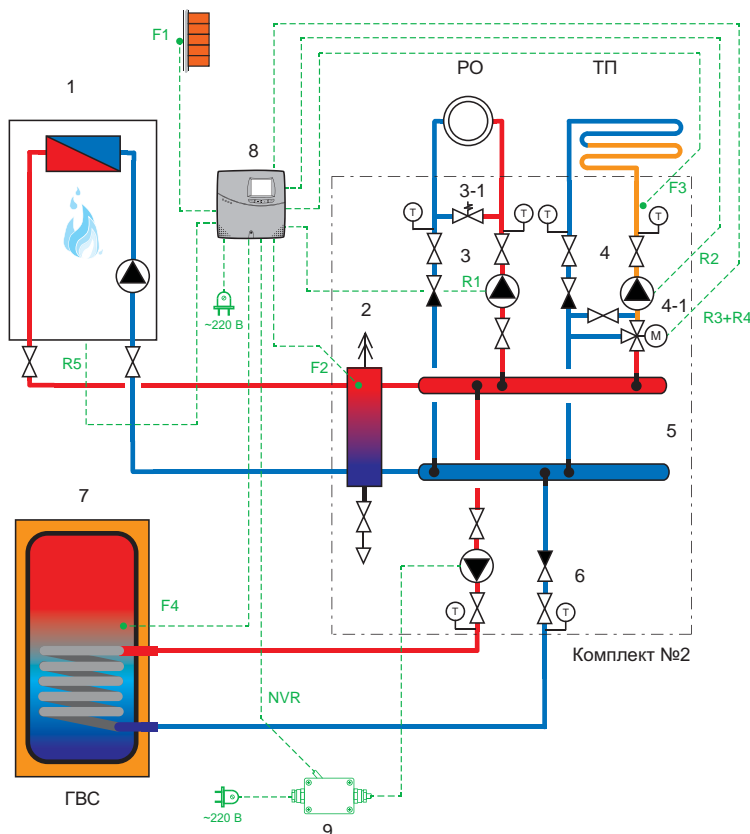 F1
РО
ТП
1
8
3-1
T
T
T
T
F3
3
4
R2
R1
4-1
2
~220 В
R3+R4
M
R5
F2
5
7
6
T
T
F4
Комплект №2
NVR
ГВС
~220 В
9